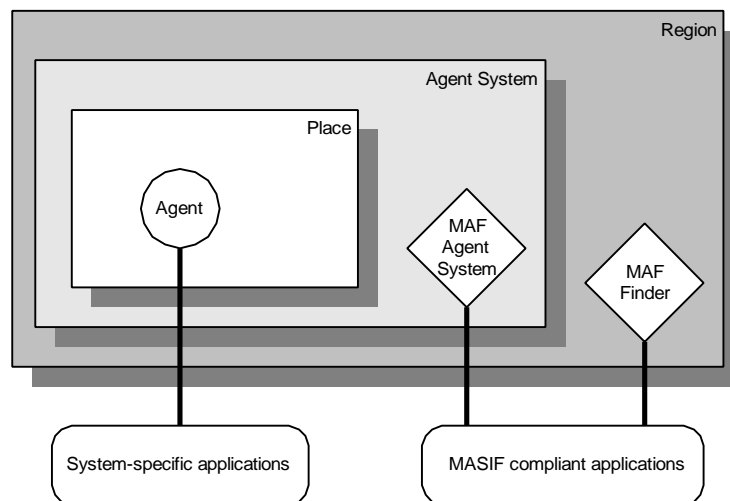 Region
Agent System
Place
Agent
MAF
Agent
System
MAF
Finder
System-specific applications
MASIF compliant applications